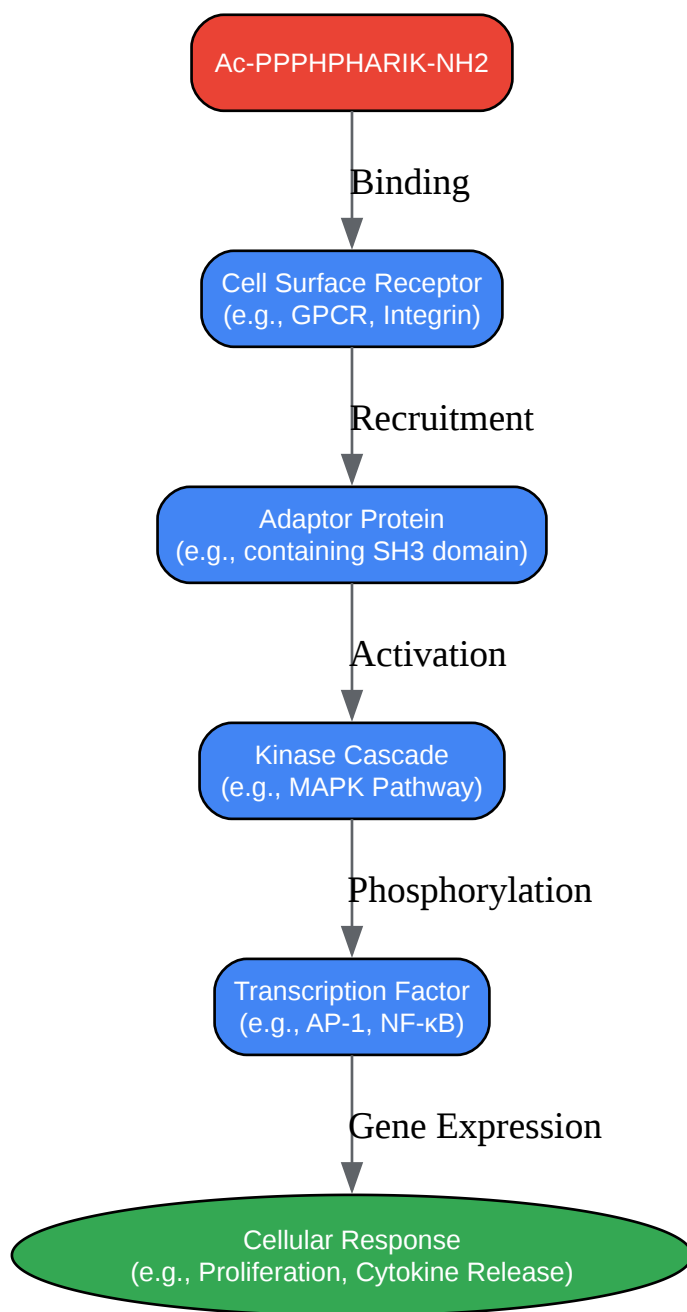 Ac-PPPHPHARIK-NH2
Binding
Cell Surface Receptor
(e.g., GPCR, Integrin)
Recruitment
Adaptor Protein
(e.g., containing SH3 domain)
Activation
Kinase Cascade
(e.g., MAPK Pathway)
Phosphorylation
Transcription Factor
(e.g., AP-1, NF-κB)
Gene Expression
Cellular Response
(e.g., Proliferation, Cytokine Release)